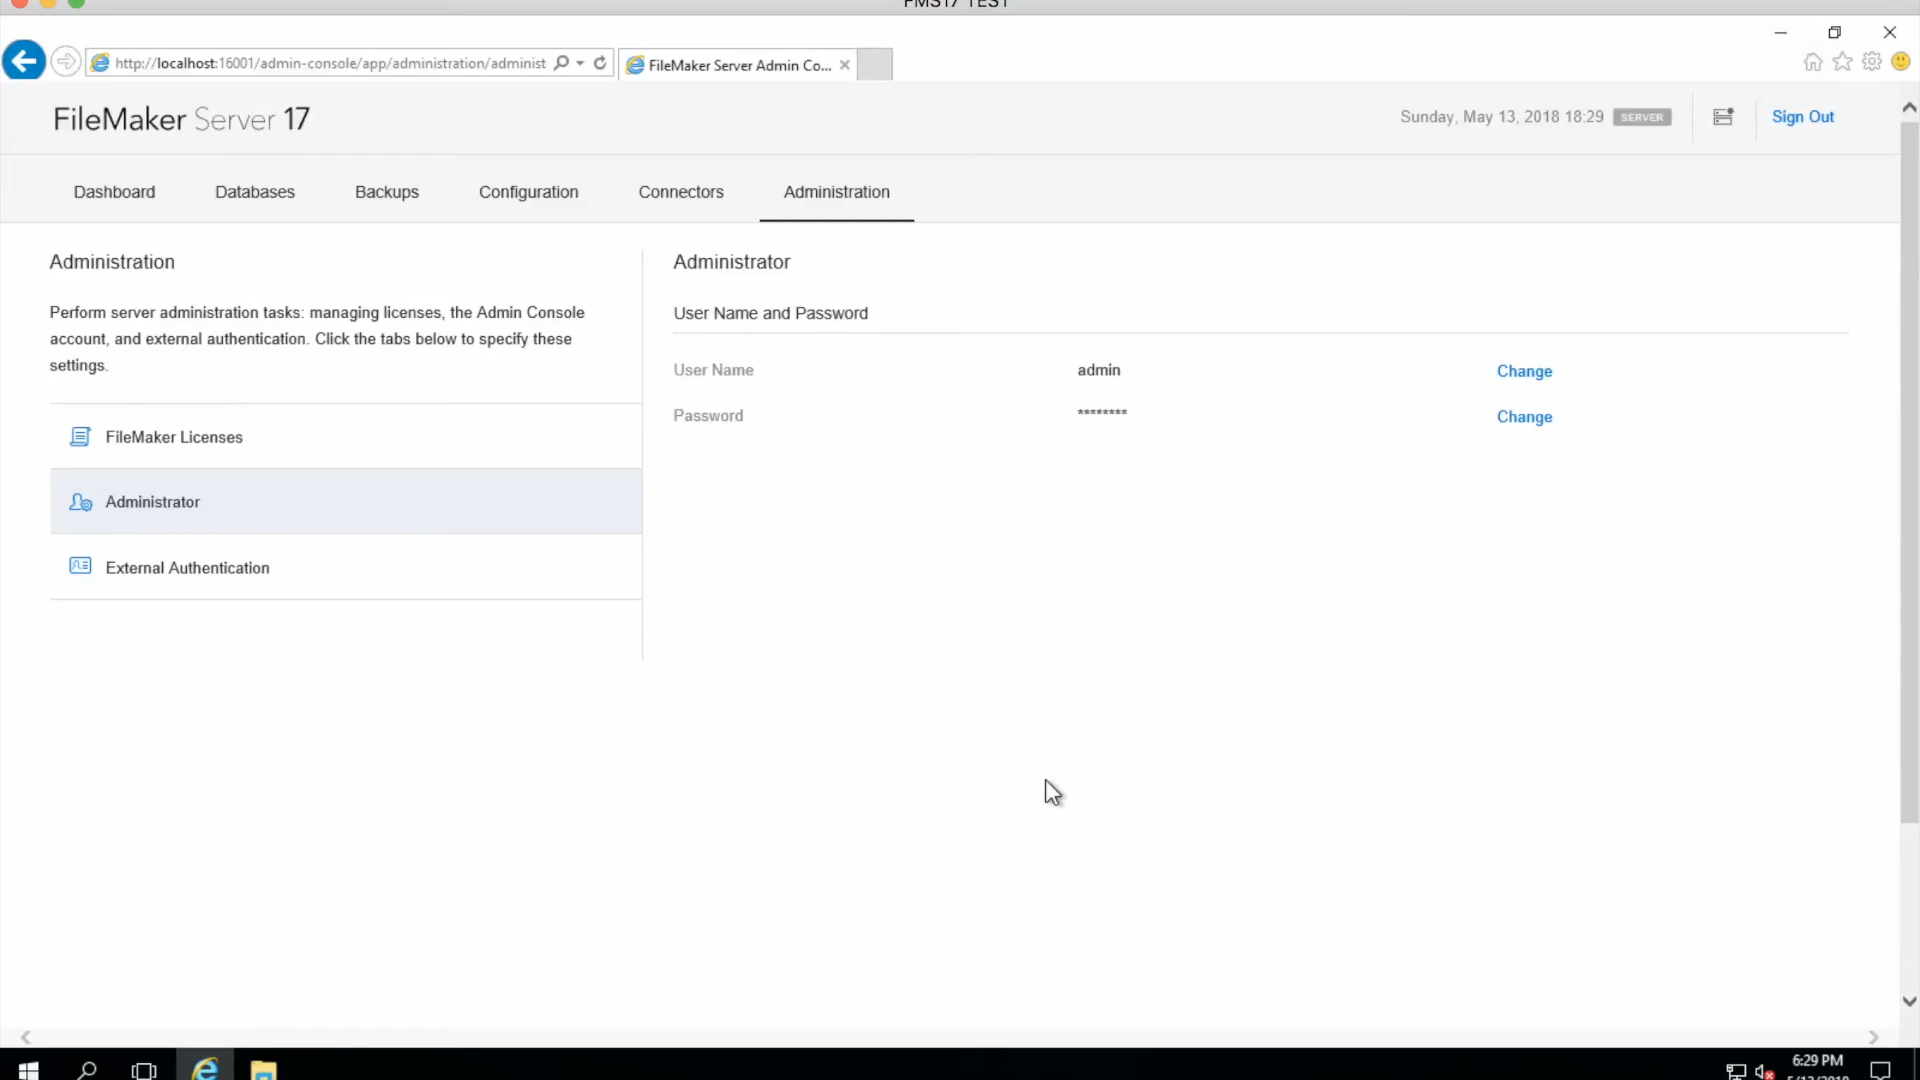 FMS17 TEST
http://localhost:16001/admin-console/app/administration/administ
FileMaker Server Admin Co...
FileMaker Server 17
Sunday, May 13, 2018 18:29 SERVER
Sign Out
Dashboard
Databases
Backups
Configuration
Connectors
Administration
Administration
Perform server administration tasks: managing licenses, the Admin Console
account, and external authentication. Click the tabs below to specify these
settings.
FileMaker Licenses
Administrator
External Authentication
Administrator
User Name and Password
User Name admin Change
Password ******** Change
6:29 PM
5/13/2018